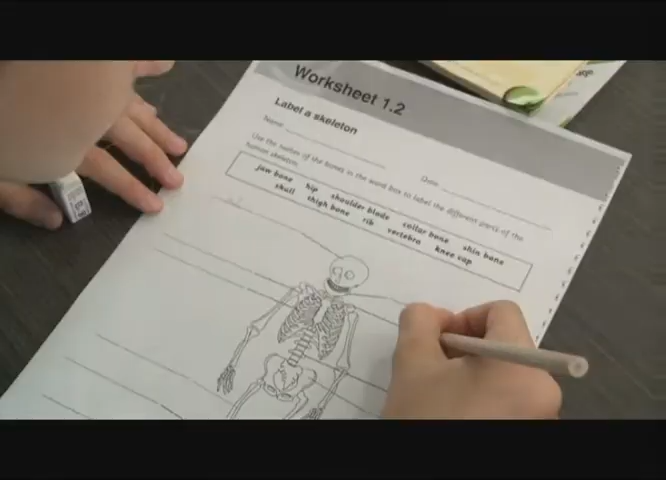 Worksheet 1.2
Label a skeleton
Name
Date
Use the names of the bones in the word box to label the different parts of the
human skeleton.
jaw bone hip shoulder blade collar bone shin bone
skull thigh bone rib vertebra knee cap